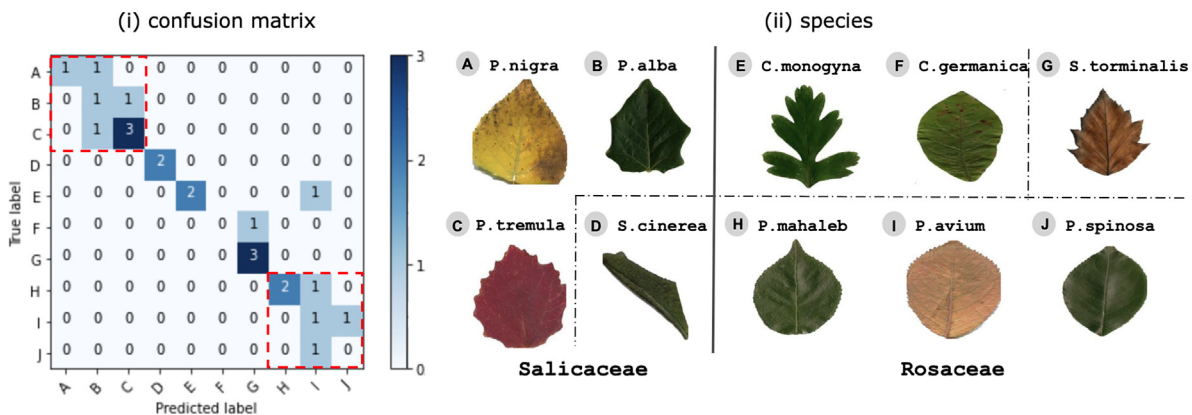 (i) confusion matrix
A 1 1 0 0 0 0 0 0 0 0
B 0 1 1 0 0 0 0 0 0 0
C 0 1 3 0 0 0 0 0 0 0
D 0 0 0 2 0 0 0 0 0 0
E 0 0 0 0 2 0 0 0 1 0
F 0 0 0 0 0 0 1 0 0 0
G 0 0 0 0 0 0 3 0 0 0
H 0 0 0 0 0 0 0 2 1 0
I 0 0 0 0 0 0 0 0 1 1
J 0 0 0 0 0 0 0 0 1 0
A B C D E F G H I J
True label
Predicted label
3
2
1
0
(ii) species
A P.nigra
B P.alba
E C.monogyna
F C.germanica
G S.torminalis
C P.tremula
D S.cinerea
H P.mahaleb
I P.avium
J P.spinosa
Salicaceae
Rosaceae